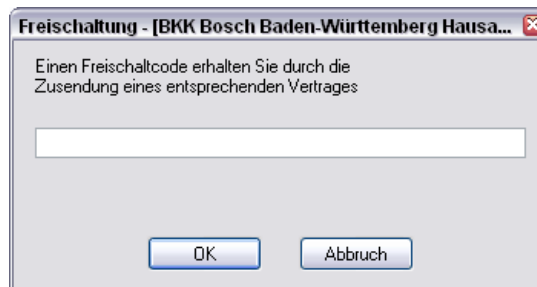 Freischaltung - [BKK Bosch Baden-Württemberg Hausa...
Einen Freischaltcode erhalten Sie durch die
Zusendung eines entsprechenden Vertrages
OK Abbruch